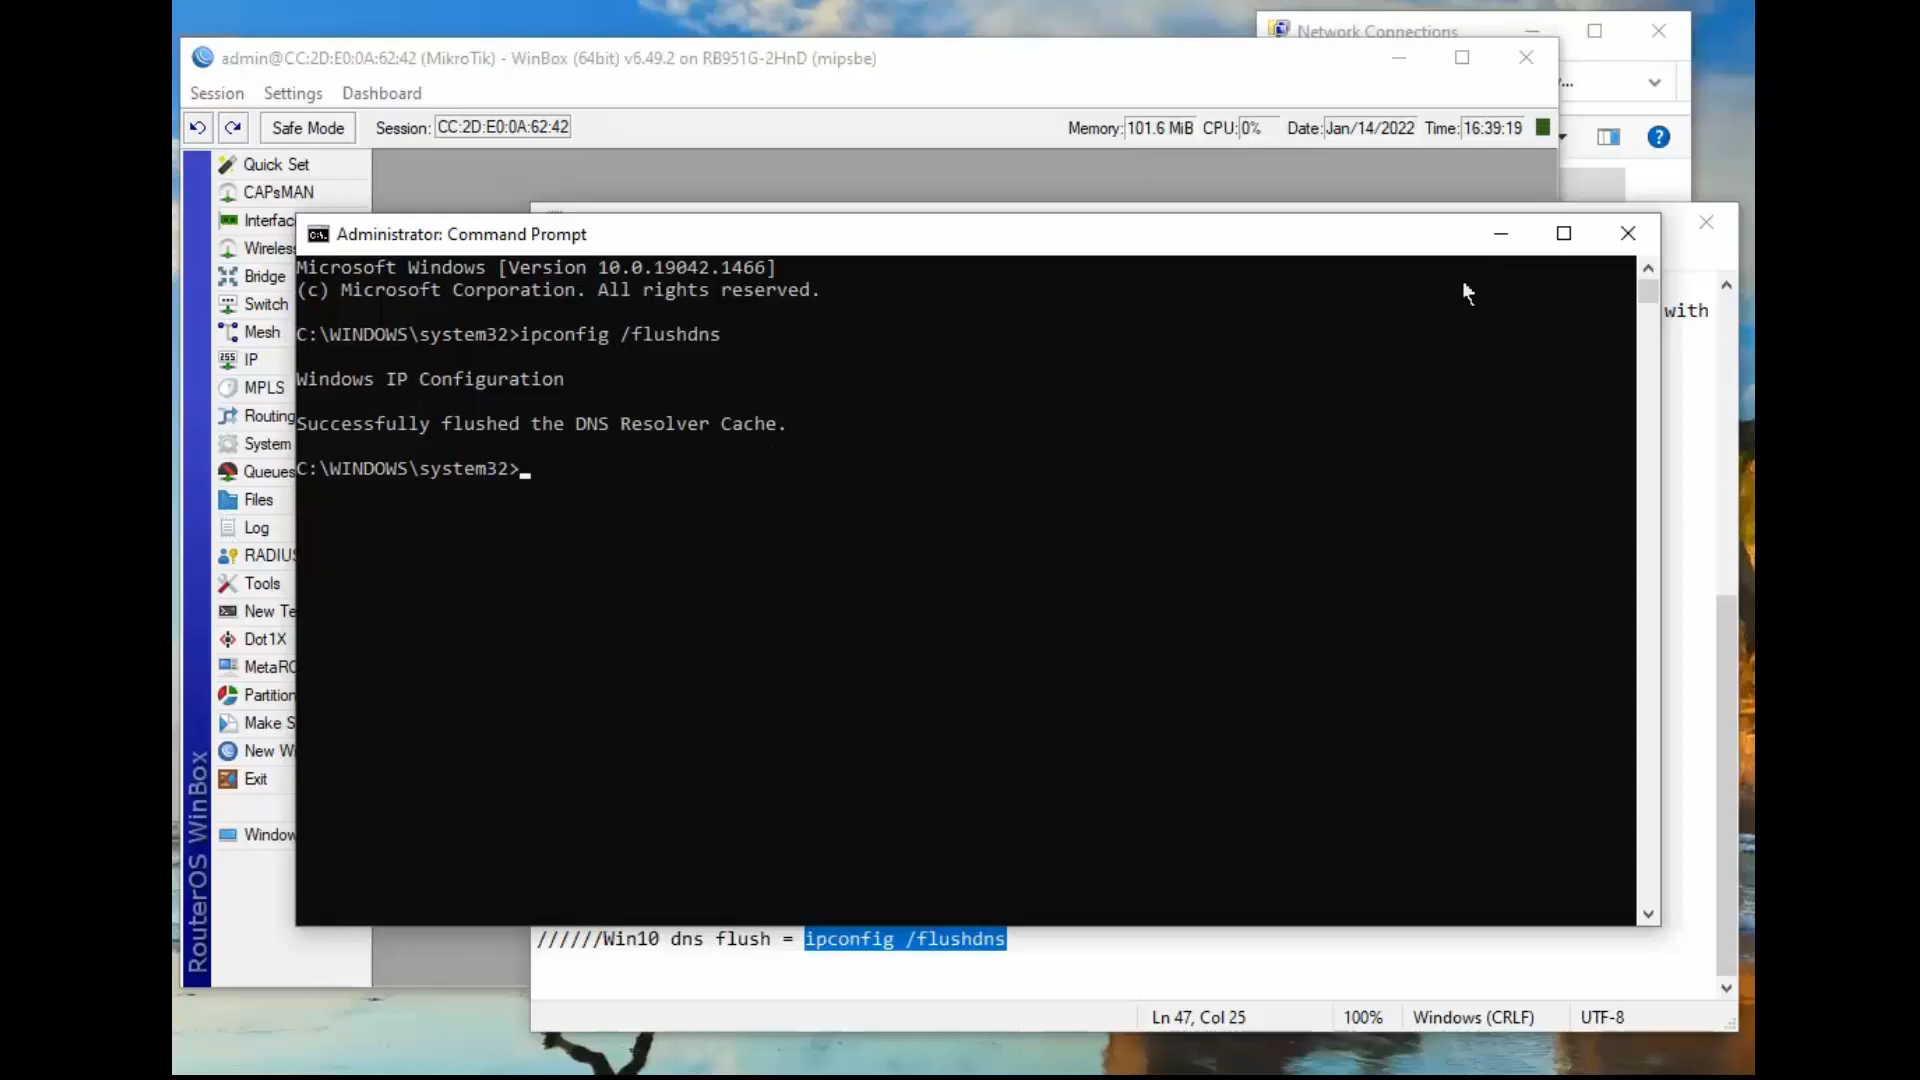 Network Connections
admin@CC:2D:E0:0A:62:42 (MikroTik) - WinBox (64bit) v6.49.2 on RB951G-2HnD (mipsbe)
Session Settings Dashboard
Safe Mode Session: CC:2D:E0:0A:62:42 Memory: 101.6 MiB CPU: 0% Date: Jan/14/2022 Time: 16:39:19
Quick Set
CAPsMAN
Interfac
Wireles
Bridge
Switch
Mesh
IP
MPLS
Routing
System
Queues
Files
Log
RADIUS
Tools
New Te
Dot1X
MetaRO
Partition
Make S
New Wi
Exit
Window
RouterOS WinBox
Administrator: Command Prompt
Microsoft Windows [Version 10.0.19042.1466]
(c) Microsoft Corporation. All rights reserved.
C:\WINDOWS\system32>ipconfig /flushdns
Windows IP Configuration
Successfully flushed the DNS Resolver Cache.
C:\WINDOWS\system32>
with
//////Win10 dns flush = ipconfig /flushdns
Ln 47, Col 25 100% Windows (CRLF) UTF-8